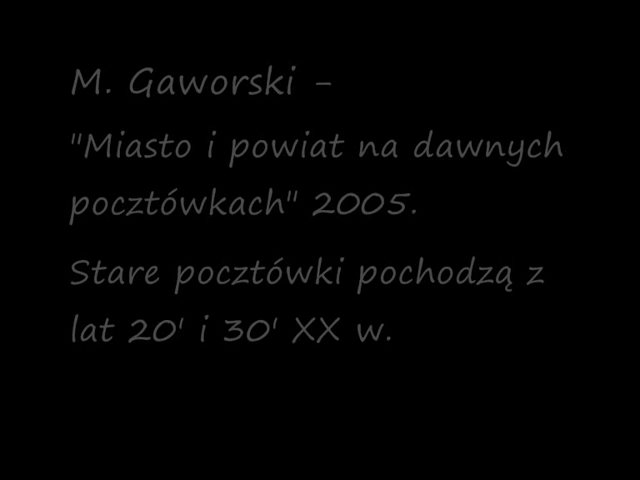 M. Gaworski -
"Miasto i powiat na dawnych
pocztówkach" 2005.
Stare pocztówki pochodzą z
lat 20' i 30' XX w.